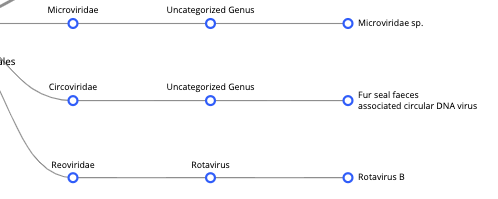 Microviridae
Uncategorized Genus
Microviridae sp.
Circoviridae
Uncategorized Genus
Fur seal faeces
associated circular DNA virus
Reoviridae
Rotavirus
Rotavirus B